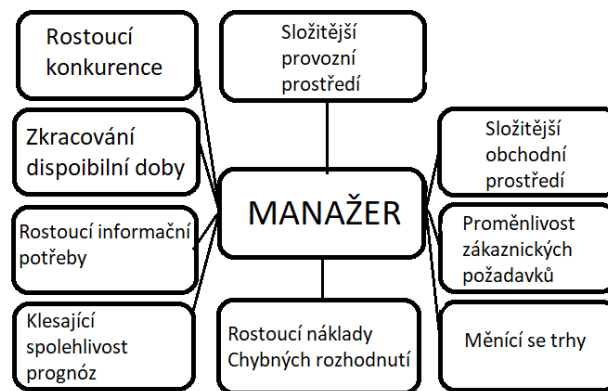 Rostoucí
konkurence
Složitější
provozní
prostředí
Zkracování
dispoibilní doby
Složitější
obchodní
prostředí
MANAŽER
Rostoucí informační
potřeby
Proměnlivost
zákaznických
požadavků
Klesající
spolehlivost
prognóz
Rostoucí náklady
Chybných rozhodnutí
Měnící se trhy